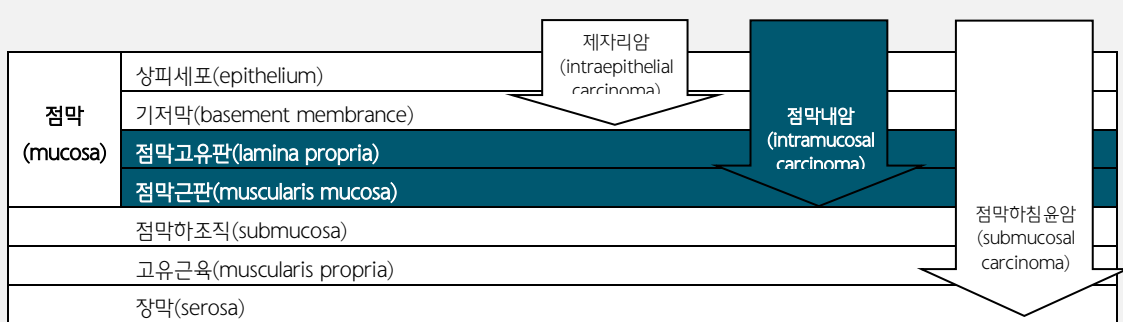 제자리암
(intraepithelial
carcinoma)
상피세포(epithelium)
기저막(basement membrance)
점막
(mucosa)
점막고유판(lamina propria)
점막근판(muscularis mucosa)
점막내암
(intramucosal
carcinoma)
점막하조직(submucosa)
고유근육(muscularis propria)
장막(serosa)
점막하침윤암
(submucosal
carcinoma)